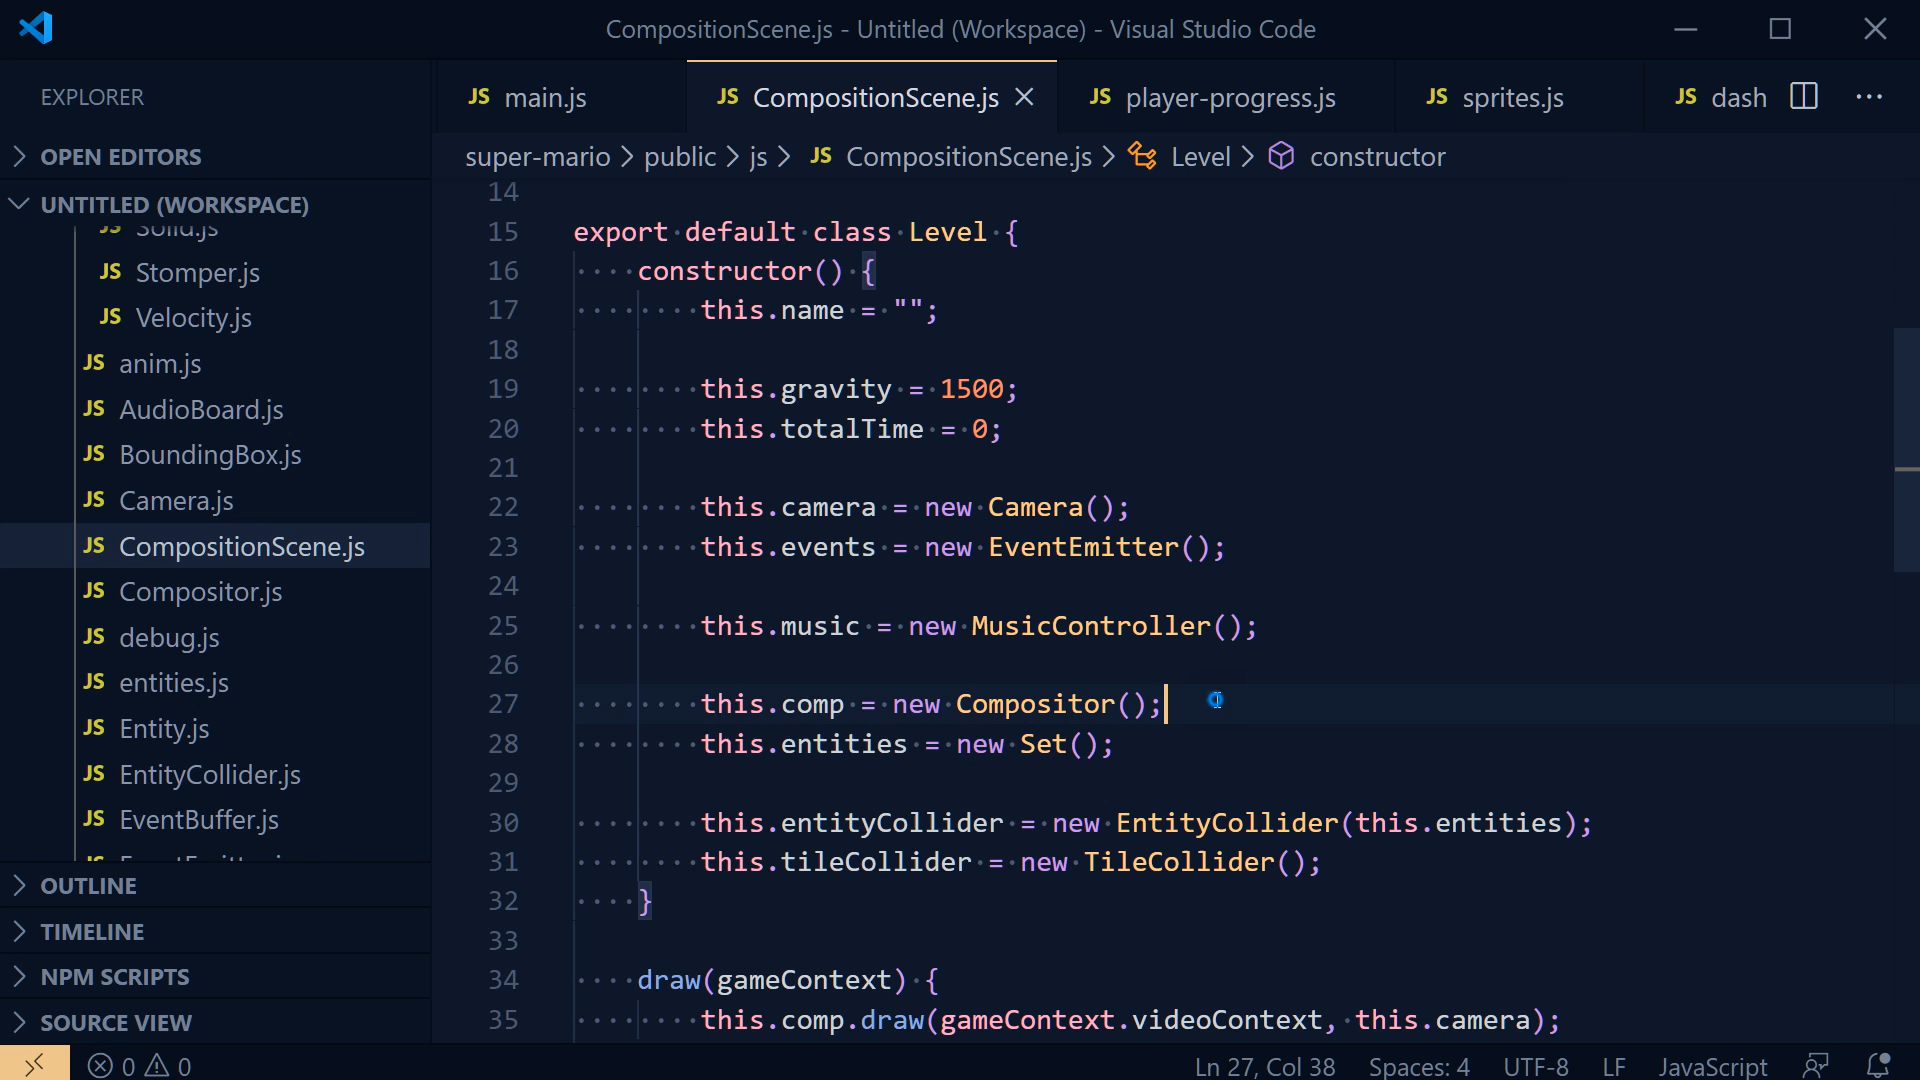 CompositionScene.js - Untitled (Workspace) - Visual Studio Code
EXPLORER
OPEN EDITORS
UNTITLED (WORKSPACE)
Solid.js
JS Stomper.js
JS Velocity.js
JS anim.js
JS AudioBoard.js
JS BoundingBox.js
JS Camera.js
JS CompositionScene.js
JS Compositor.js
JS debug.js
JS entities.js
JS Entity.js
JS EntityCollider.js
JS EventBuffer.js
OUTLINE
TIMELINE
NPM SCRIPTS
SOURCE VIEW
JS main.js
JS CompositionScene.js
JS player-progress.js
JS sprites.js
JS dash
super-mario > public > js > JS CompositionScene.js > Level > constructor
14
15 export default class Level {
16 constructor() {
17 this.name = "";
18
19 this.gravity = 1500;
20 this.totalTime = 0;
21
22 this.camera = new Camera();
23 this.events = new EventEmitter();
24
25 this.music = new MusicController();
26
27 this.comp = new Compositor();
28 this.entities = new Set();
29
30 this.entityCollider = new EntityCollider(this.entities);
31 this.tileCollider = new TileCollider();
32 }
33
34 draw(gameContext) {
35 this.comp.draw(gameContext.videoContext, this.camera);
0 0
Ln 27, Col 38 Spaces: 4 UTF-8 LF JavaScript